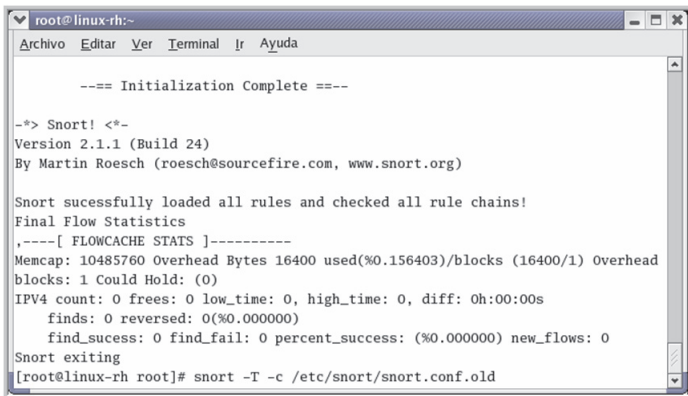 root@linux-rh:~
Archivo Editar Ver Terminal Ir Ayuda
--== Initialization Complete ==--
-*> Snort! <*-
Version 2.1.1 (Build 24)
By Martin Roesch (roesch@sourcefire.com, www.snort.org)
Snort sucessfully loaded all rules and checked all rule chains!
Final Flow Statistics
,----[ FLOWCACHE STATS ]----------
Memcap: 10485760 Overhead Bytes 16400 used(%0.156403)/blocks (16400/1) Overhead
blocks: 1 Could Hold: (0)
IPV4 count: 0 frees: 0 low_time: 0, high_time: 0, diff: 0h:00:00s
finds: 0 reversed: 0(%0.000000)
find_sucess: 0 find_fail: 0 percent_success: (%0.000000) new_flows: 0
Snort exiting
[root@linux-rh root]# snort -T -c /etc/snort/snort.conf.old